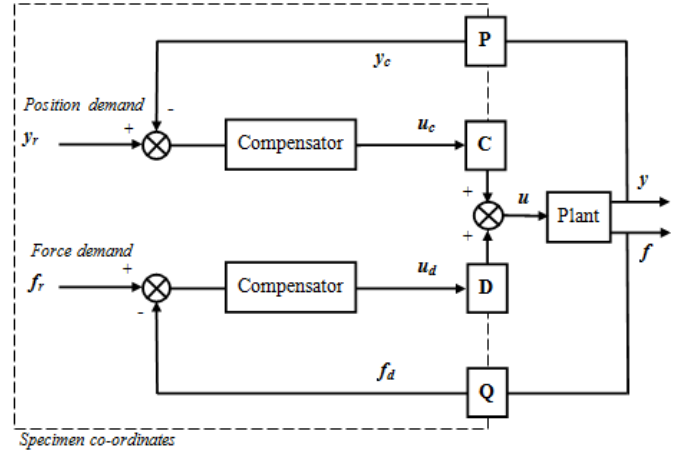 P
y_c
Position demand
-
+
y_r
Compensator
u_c
C
+
u
Plant
y
Force demand
+
f
+
f_r
Compensator
u_d
D
-
f_d
Q
Specimen co-ordinates